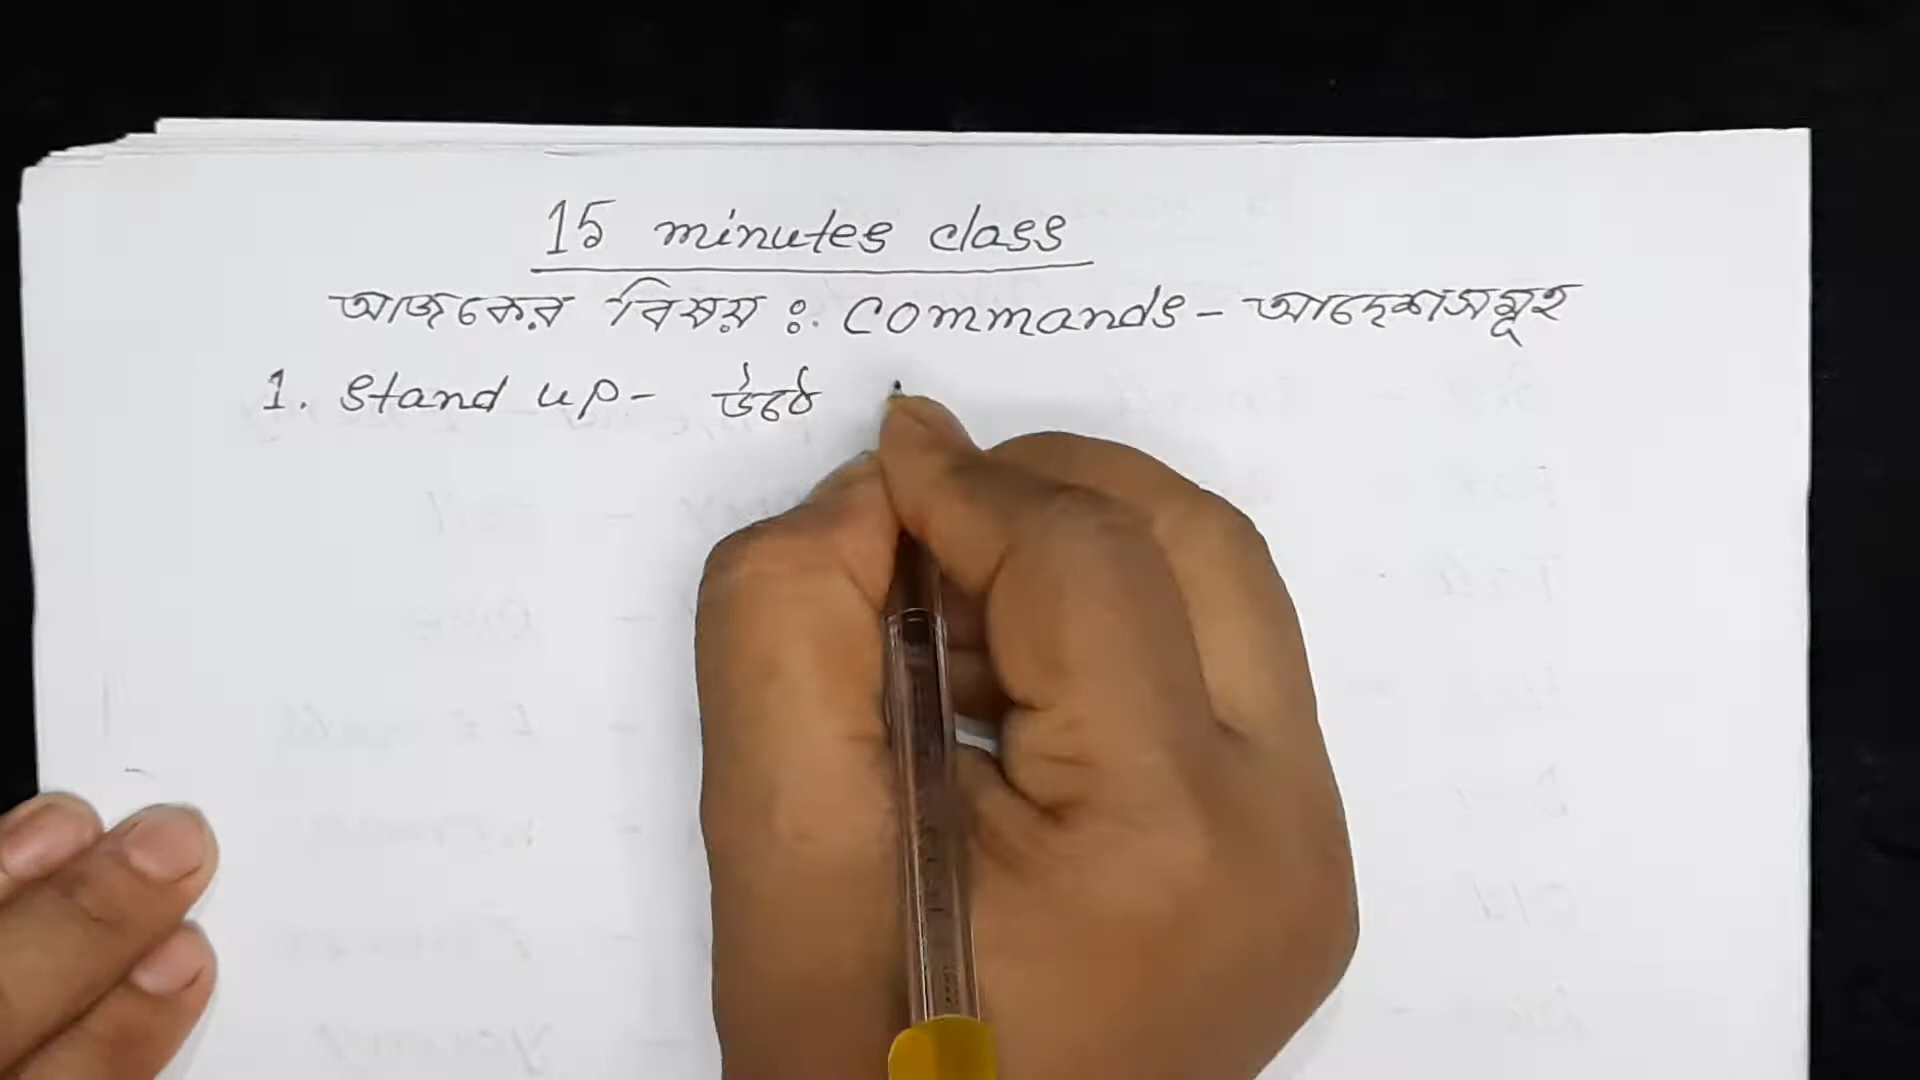 15 minutes class
আজকের বিষয় ঃ. Commands - আদেশসমূহ
1. Stand up - উঠে